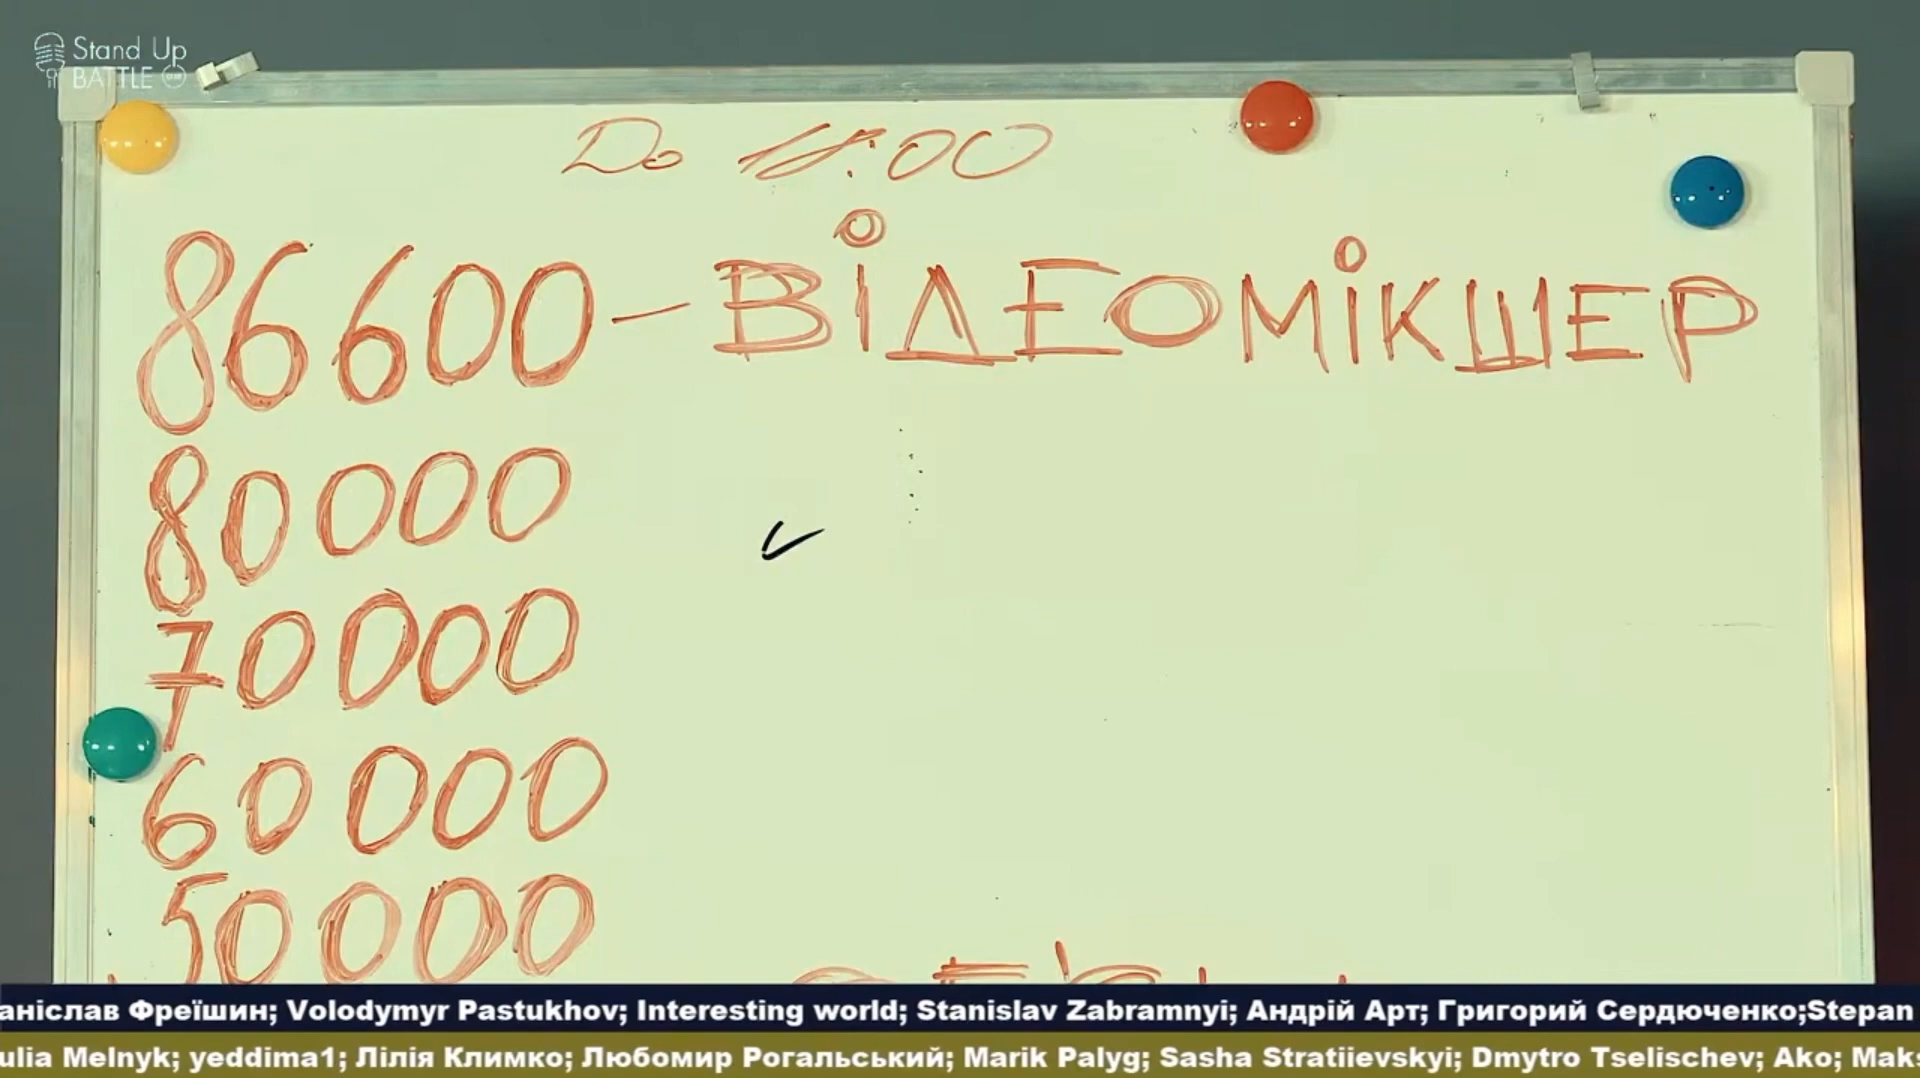 Stand Up
BATTLE
До 18:00
86600 – ВІДЕОМІКШЕР
80000
70000
60000
50000
аніслав Фреїшин; Volodymyr Pastukhov; Interesting world; Stanislav Zabramnyi; Андрій Арт; Григорий Сердюченко;Stepan
ulia Melnyk; yeddima1; Лілія Климко; Любомир Рогальський; Marik Palyg; Sasha Stratiievskyi; Dmytro Tselischev; Ako; Maks